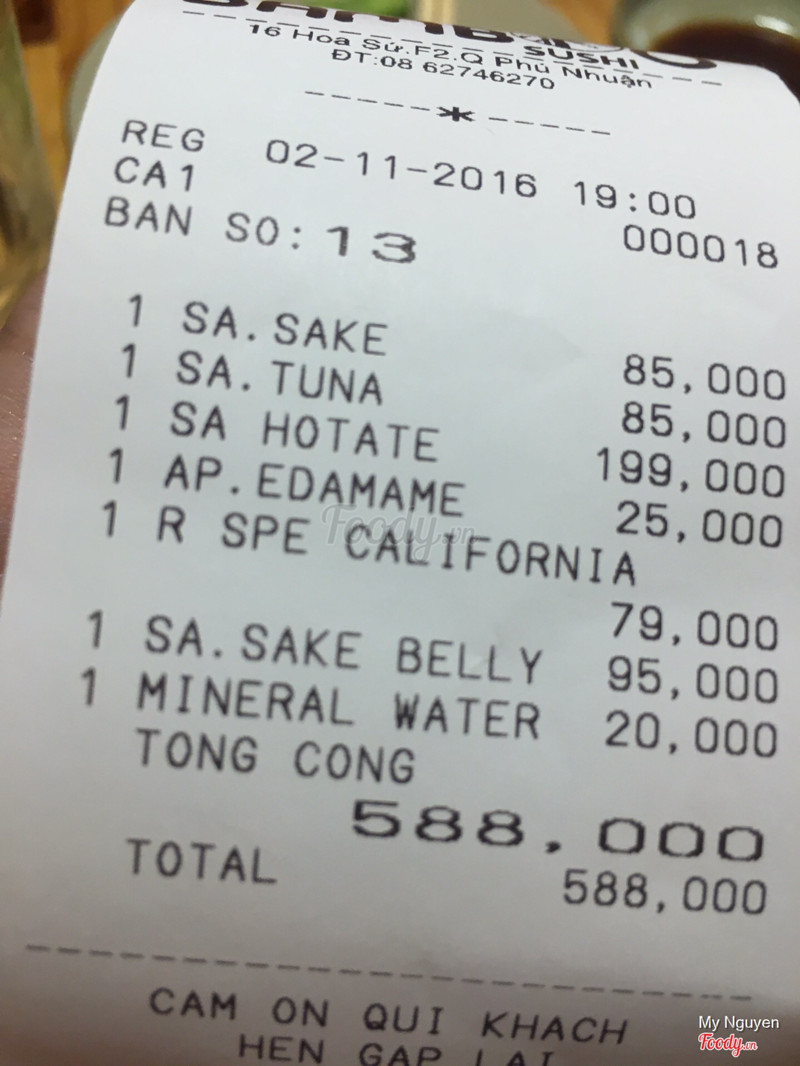 SUSHI
16 Hoa Sứ.F2.Q Phú Nhuận
ĐT:08 62746270
-----*-----
REG 02-11-2016 19:00
CA1 000018
BAN SO: 13
1 SA.SAKE 85,000
1 SA.TUNA 85,000
1 SA HOTATE 199,000
1 AP.EDAMAME 25,000
1 R SPE CALIFORNIA
79,000
1 SA.SAKE BELLY 95,000
1 MINERAL WATER 20,000
TONG CONG
588,000
TOTAL 588,000
CAM ON QUI KHACH
HEN GAP LAI
Foody.vn
My Nguyen
Foody.vn